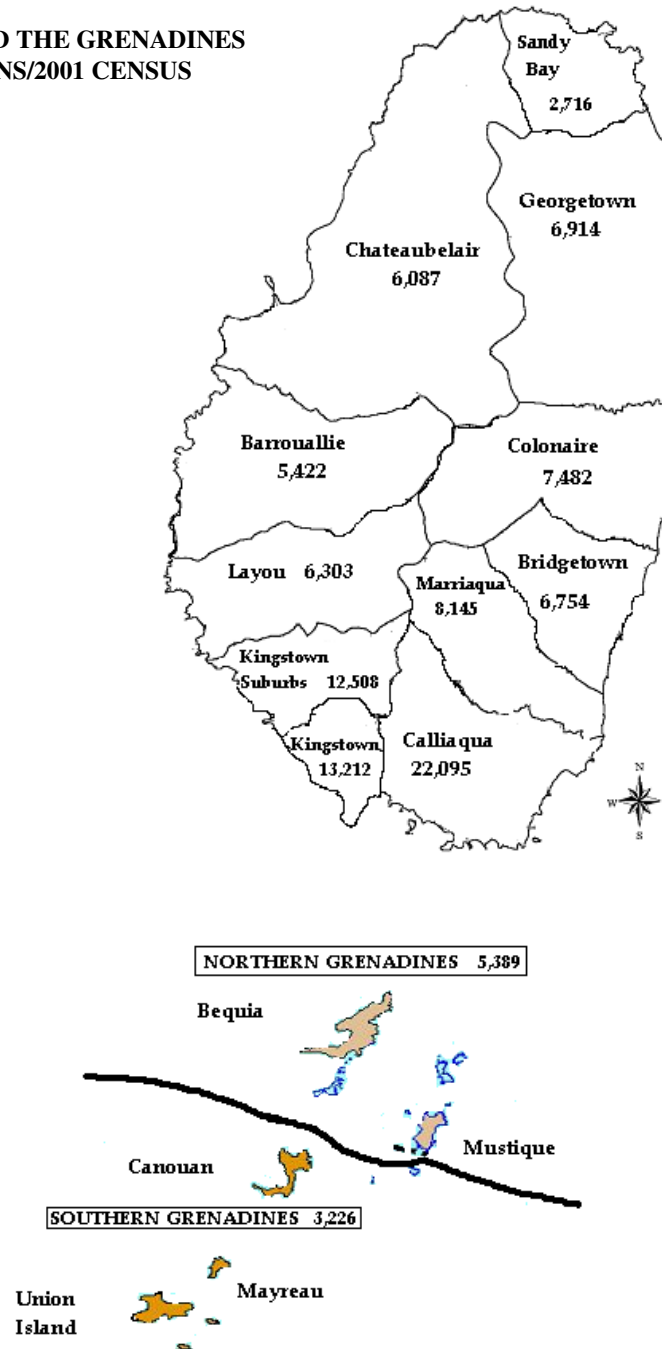 D THE GRENADINES
NS/2001 CENSUS
Sandy
Bay
2,716
Georgetown
6,914
Chateaubelair
6,087
Barrouallie
5,422
Colonaire
7,482
Layou 6,303
Marriaqua
8,145
Bridgetown
6,754
Kingstown
Suburbs 12,508
Kingstown
13,212
Calliaqua
22,095
N
W
S
NORTHERN GRENADINES 5,389
Bequia
Mustique
Canouan
SOUTHERN GRENADINES 3,226
Mayreau
Union
Island